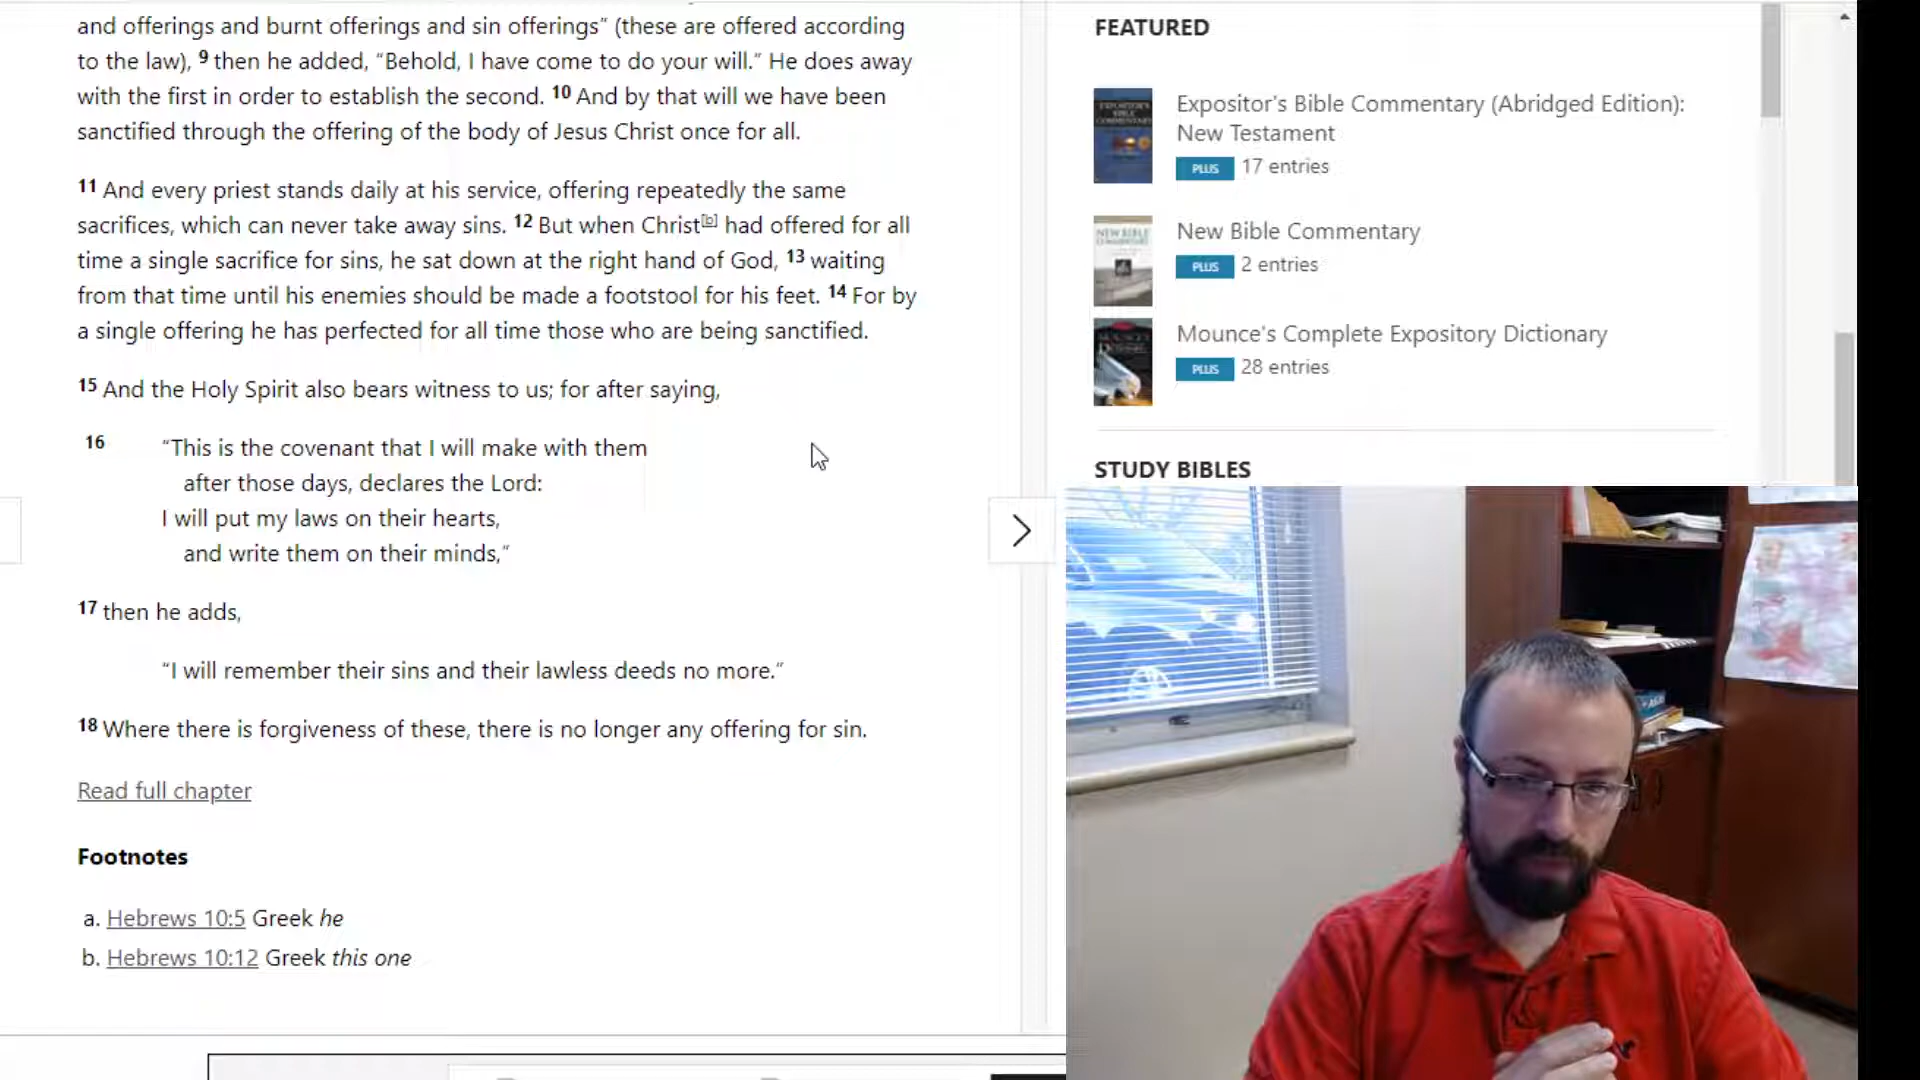 and offerings and burnt offerings and sin offerings” (these are offered according
to the law), 9 then he added, “Behold, I have come to do your will.” He does away
with the first in order to establish the second. 10 And by that will we have been
sanctified through the offering of the body of Jesus Christ once for all.
11 And every priest stands daily at his service, offering repeatedly the same
sacrifices, which can never take away sins. 12 But when Christ[b] had offered for all
time a single sacrifice for sins, he sat down at the right hand of God, 13 waiting
from that time until his enemies should be made a footstool for his feet. 14 For by
a single offering he has perfected for all time those who are being sanctified.
15 And the Holy Spirit also bears witness to us; for after saying,
16 “This is the covenant that I will make with them
after those days, declares the Lord:
I will put my laws on their hearts,
and write them on their minds,”
17 then he adds,
“I will remember their sins and their lawless deeds no more.”
18 Where there is forgiveness of these, there is no longer any offering for sin.
Read full chapter
Footnotes
a. Hebrews 10:5 Greek he
b. Hebrews 10:12 Greek this one
FEATURED
Expositor's Bible Commentary (Abridged Edition):
New Testament
PLUS 17 entries
New Bible Commentary
PLUS 2 entries
Mounce's Complete Expository Dictionary
PLUS 28 entries
STUDY BIBLES